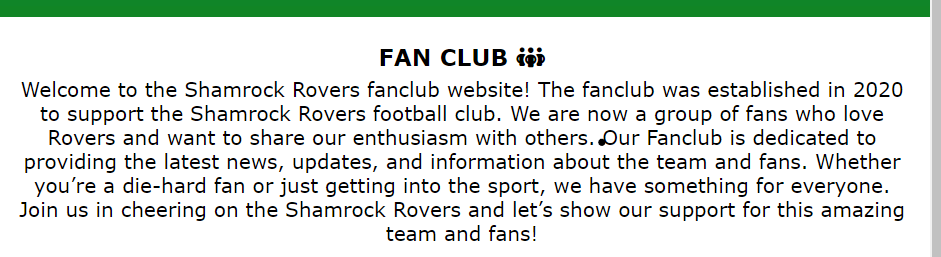 FAN CLUB
Welcome to the Shamrock Rovers fanclub website! The fanclub was established in 2020
to support the Shamrock Rovers football club. We are now a group of fans who love
Rovers and want to share our enthusiasm with others. Our Fanclub is dedicated to
providing the latest news, updates, and information about the team and fans. Whether
you’re a die-hard fan or just getting into the sport, we have something for everyone.
Join us in cheering on the Shamrock Rovers and let’s show our support for this amazing
team and fans!